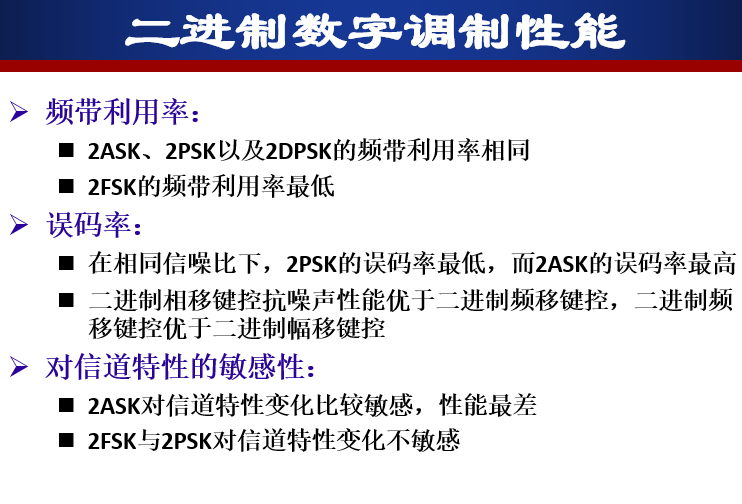 二进制数字调制性能
频带利用率：
2ASK、2PSK以及2DPSK的频带利用率相同
2FSK的频带利用率最低
误码率：
在相同信噪比下，2PSK的误码率最低，而2ASK的误码率最高
二进制相移键控抗噪声性能优于二进制频移键控，二进制频
移键控优于二进制幅移键控
对信道特性的敏感性：
2ASK对信道特性变化比较敏感，性能最差
2FSK与2PSK对信道特性变化不敏感